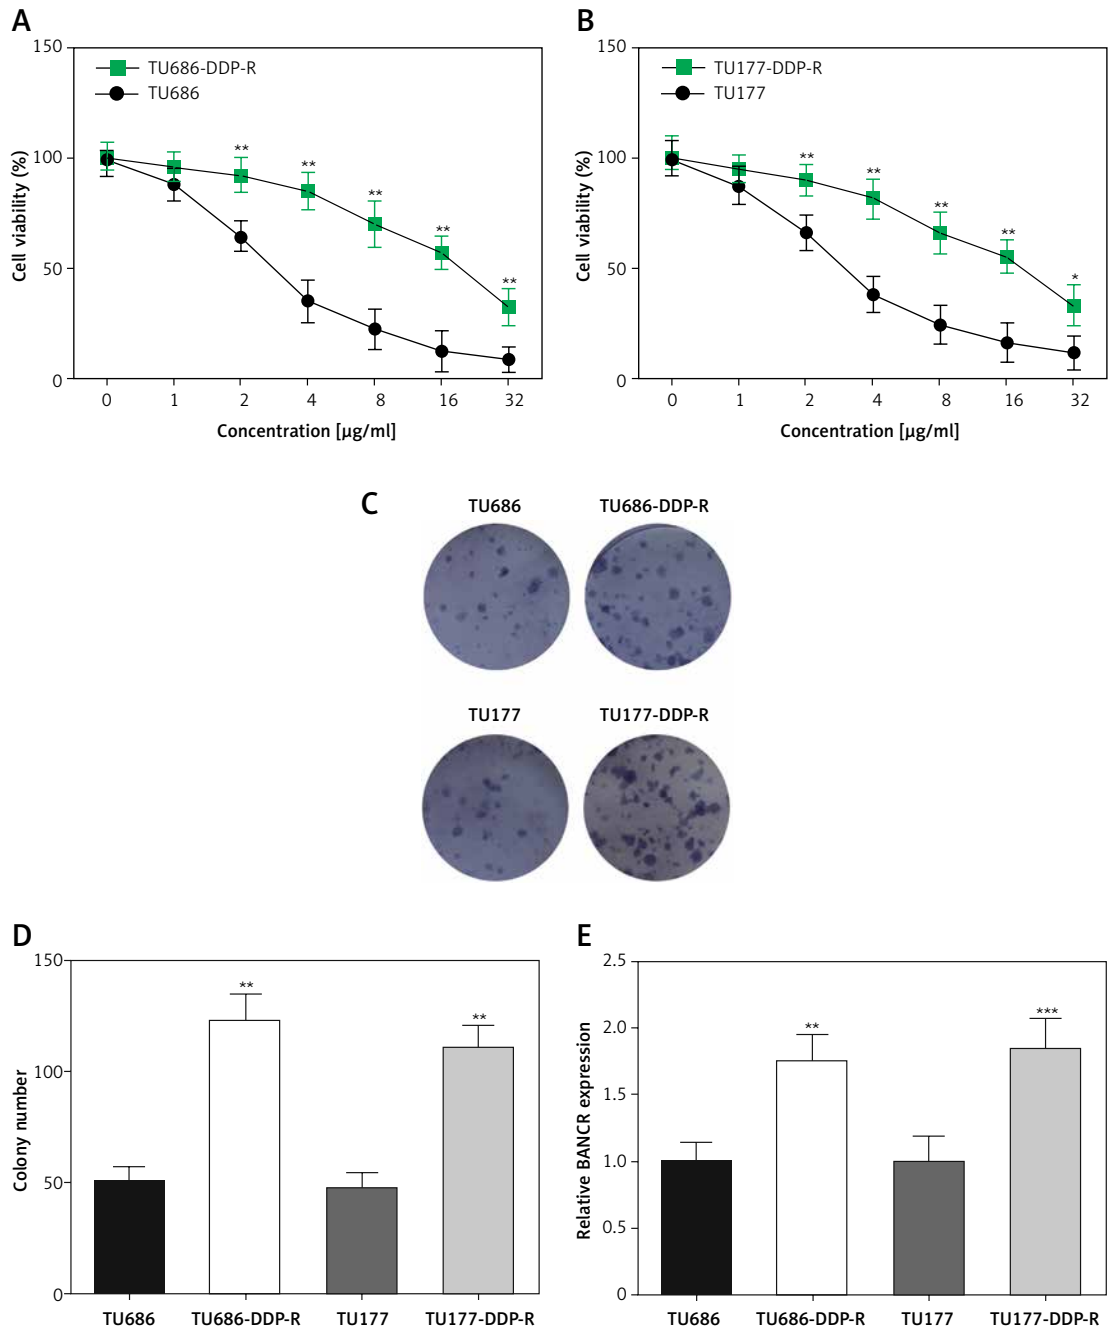 A
150
100
50
0
Cell viability (%)
TU686-DDP-R
TU686
**
**
**
**
**
0 1 2 4 8 16 32
Concentration [µg/ml]
B
150
100
50
0
Cell viability (%)
TU177-DDP-R
TU177
**
**
**
**
*
0 1 2 4 8 16 32
Concentration [µg/ml]
C
TU686 TU686-DDP-R
TU177 TU177-DDP-R
D
150
100
50
0
Colony number
**
**
TU686 TU686-DDP-R TU177 TU177-DDP-R
E
2.5
2.0
1.5
1.0
0.5
0
Relative BANCR expression
**
***
TU686 TU686-DDP-R TU177 TU177-DDP-R